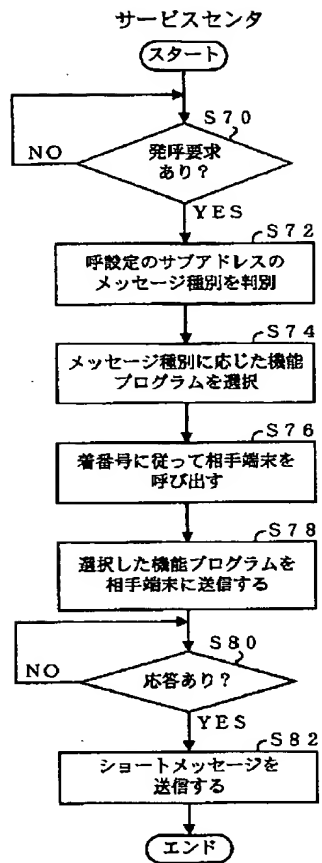 サービスセンタ
スタート
S70
発呼要求
あり?
NO
YES
S72
呼設定のサブアドレスの
メッセージ種別を判別
S74
メッセージ種別に応じた機能
プログラムを選択
S76
着番号に従って相手端末を
呼び出す
S78
選択した機能プログラムを
相手端末に送信する
S80
応答あり?
NO
YES
S82
ショートメッセージを
送信する
エンド